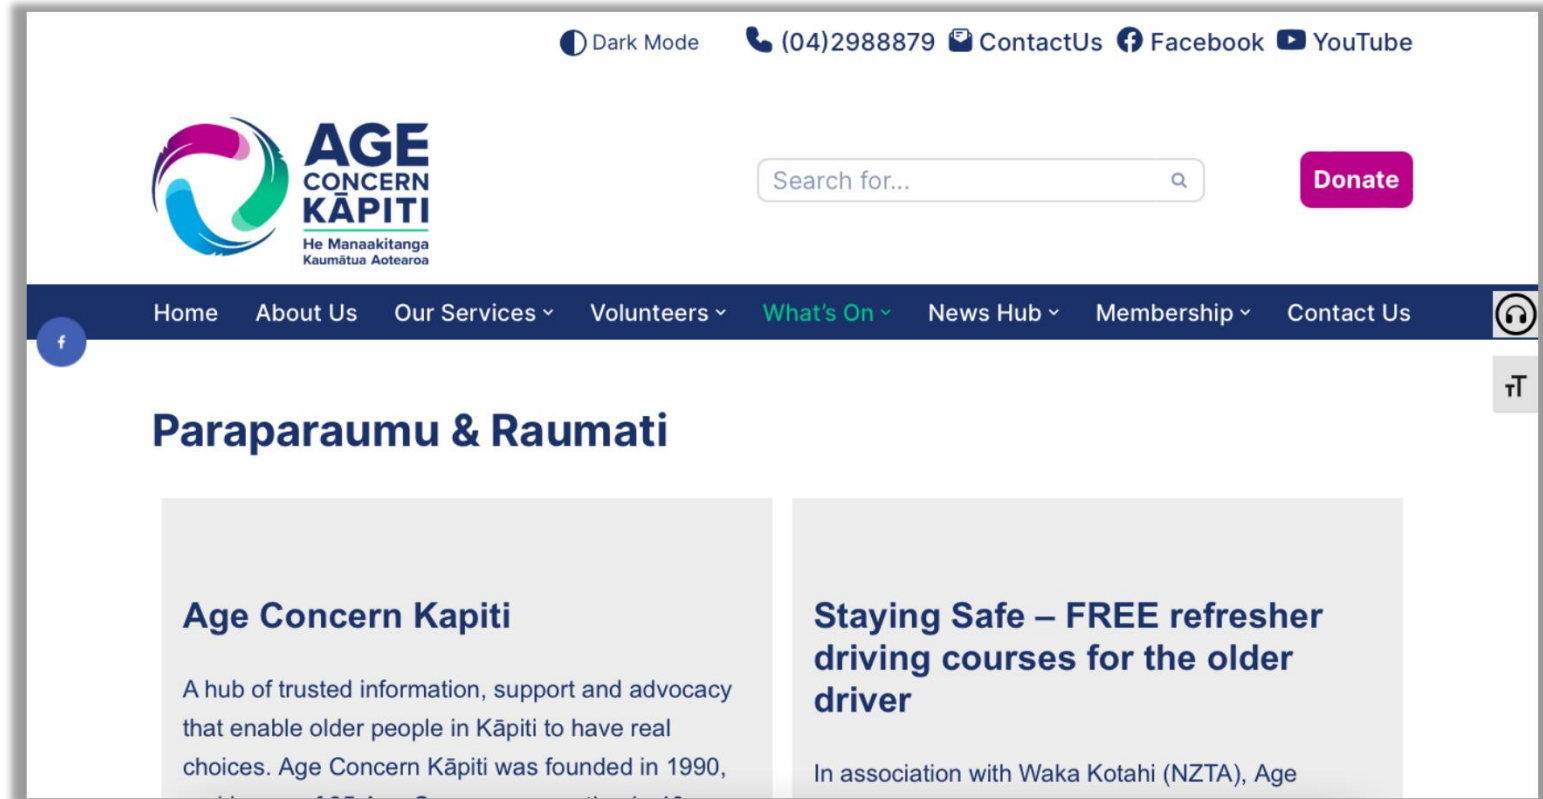 Dark Mode (04)2988879 ContactUs Facebook YouTube
AGE
CONCERN
KĀPITI
He Manaakitanga
Kaumātua Aotearoa
Search for...
Donate
Home About Us Our Services Volunteers What's On News Hub Membership Contact Us
Paraparaumu & Raumati
Age Concern Kapiti
A hub of trusted information, support and advocacy
that enable older people in Kāpiti to have real
choices. Age Concern Kāpiti was founded in 1990,
Staying Safe – FREE refresher
driving courses for the older
driver
In association with Waka Kotahi (NZTA), Age